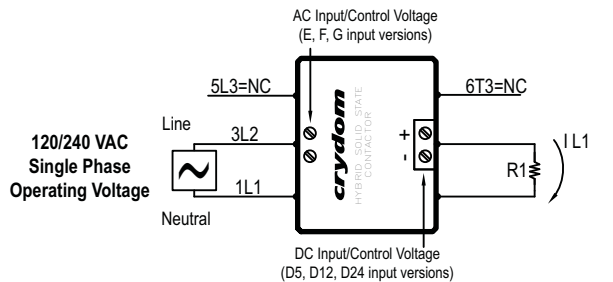 AC Input/Control Voltage
(E, F, G input versions)
5L3=NC
6T3=NC
Line
3L2
120/240 VAC
Single Phase
Operating Voltage
1L1
Neutral
crydom
HYBRID SOLID STATE
CONTACTOR
+
-
R1
I L1
DC Input/Control Voltage
(D5, D12, D24 input versions)